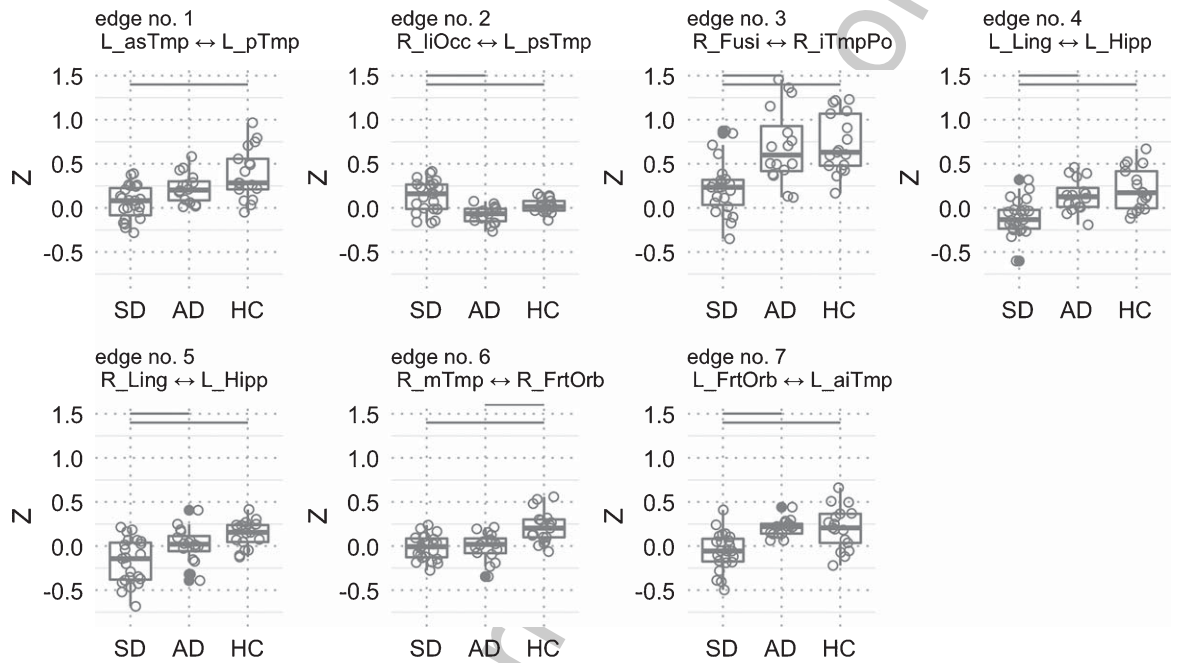 edge no. 1
L_asTmp ↔ L_pTmp
edge no. 2
R_liOcc ↔ L_psTmp
edge no. 3
R_Fusi ↔ R_iTmpPo
edge no. 4
L_Ling ↔ L_Hipp
1.5
1.0
0.5
0.0
-0.5
Z
SD AD HC
1.5
1.0
0.5
0.0
-0.5
Z
SD AD HC
1.5
1.0
0.5
0.0
-0.5
Z
SD AD HC
1.5
1.0
0.5
0.0
-0.5
Z
SD AD HC
edge no. 5
R_Ling ↔ L_Hipp
edge no. 6
R_mTmp ↔ R_FrtOrb
edge no. 7
L_FrtOrb ↔ L_aiTmp
1.5
1.0
0.5
0.0
-0.5
Z
SD AD HC
1.5
1.0
0.5
0.0
-0.5
Z
SD AD HC
1.5
1.0
0.5
0.0
-0.5
Z
SD AD HC